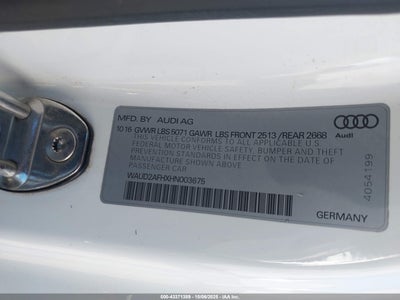 MFD. BY AUDI AG
10 16 GVWR LBS 5071 GAWR LBS FRONT 2513 /REAR 2668
THIS VEHICLE CONFORMS TO ALL APPLICABLE U.S.
FEDERAL MOTOR VEHICLE SAFETY, BUMPER AND THEFT
PREVENTION STANDARDS IN EFFECT ON THE DATE OF
MANUFACTURE SHOWN ABOVE
PASSENGER CAR
WAUD2AFHXHN003675
Audi
4054199
GERMANY